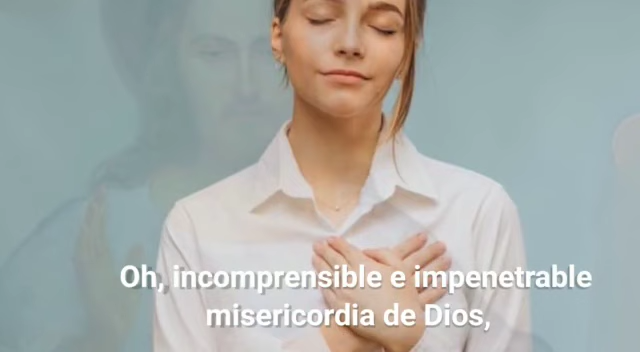 Oh, incomprensible e impenetrable
misericordia de Dios,